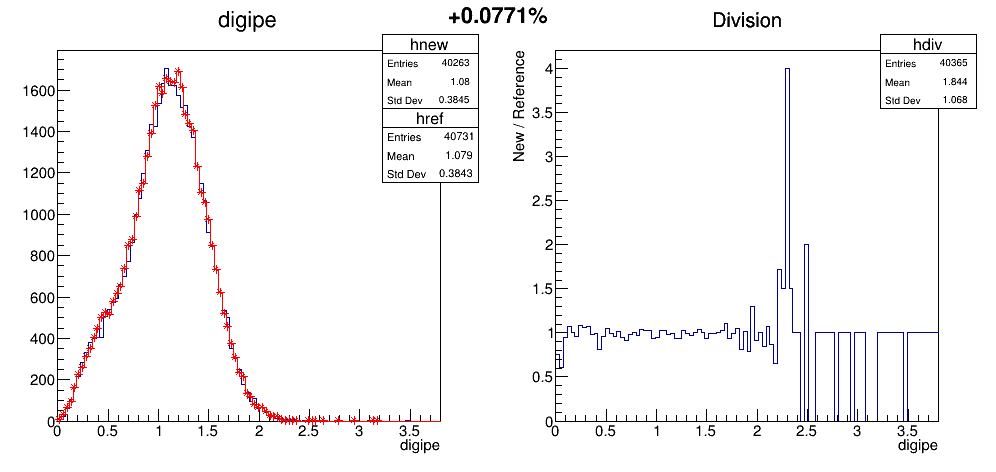 +0.0771%
digipe
hnew
Entries 40263
Mean 1.08
Std Dev 0.3845
href
Entries 40731
Mean 1.079
Std Dev 0.3843
1600
1400
1200
1000
800
600
400
200
0
0 0.5 1 1.5 2 2.5 3 3.5
digipe
Division
hdiv
Entries 40365
Mean 1.844
Std Dev 1.068
New / Reference
4
3.5
3
2.5
2
1.5
1
0.5
0
0 0.5 1 1.5 2 2.5 3 3.5
digipe